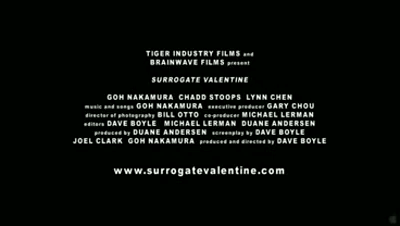 TIGER INDUSTRY FILMS and
BRAINWAVE FILMS present
SURROGATE VALENTINE
GOH NAKAMURA CHADD STOOPS LYNN CHEN
music and songs GOH NAKAMURA executive producer GARY CHOU
director of photography BILL OTTO co-producer MICHAEL LERMAN
editors DAVE BOYLE MICHAEL LERMAN DUANE ANDERSEN
produced by DUANE ANDERSEN screenplay by DAVE BOYLE
JOEL CLARK GOH NAKAMURA produced and directed by DAVE BOYLE
www.surrogatevalentine.com